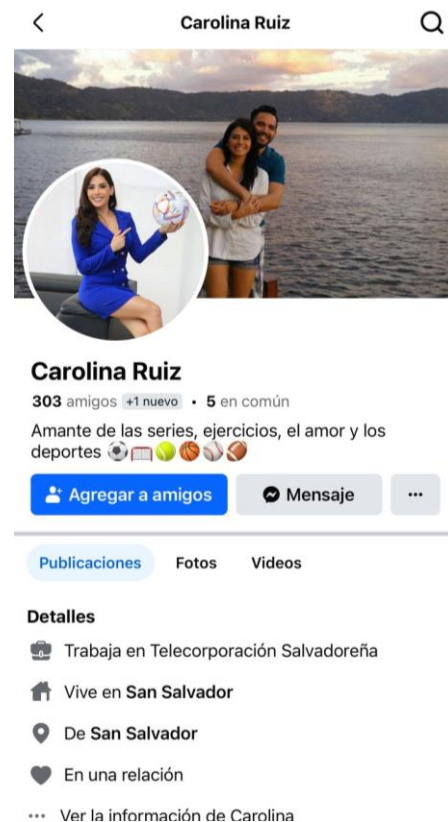 Carolina Ruiz
Carolina Ruiz
303 amigos +1 nuevo • 5 en común
Amante de las series, ejercicios, el amor y los
deportes ⚽🥅🎾🏀⚾🏈
Agregar a amigos
Mensaje
Publicaciones Fotos Videos
Detalles
Trabaja en Telecorporación Salvadoreña
Vive en San Salvador
De San Salvador
En una relación
Ver la información de Carolina